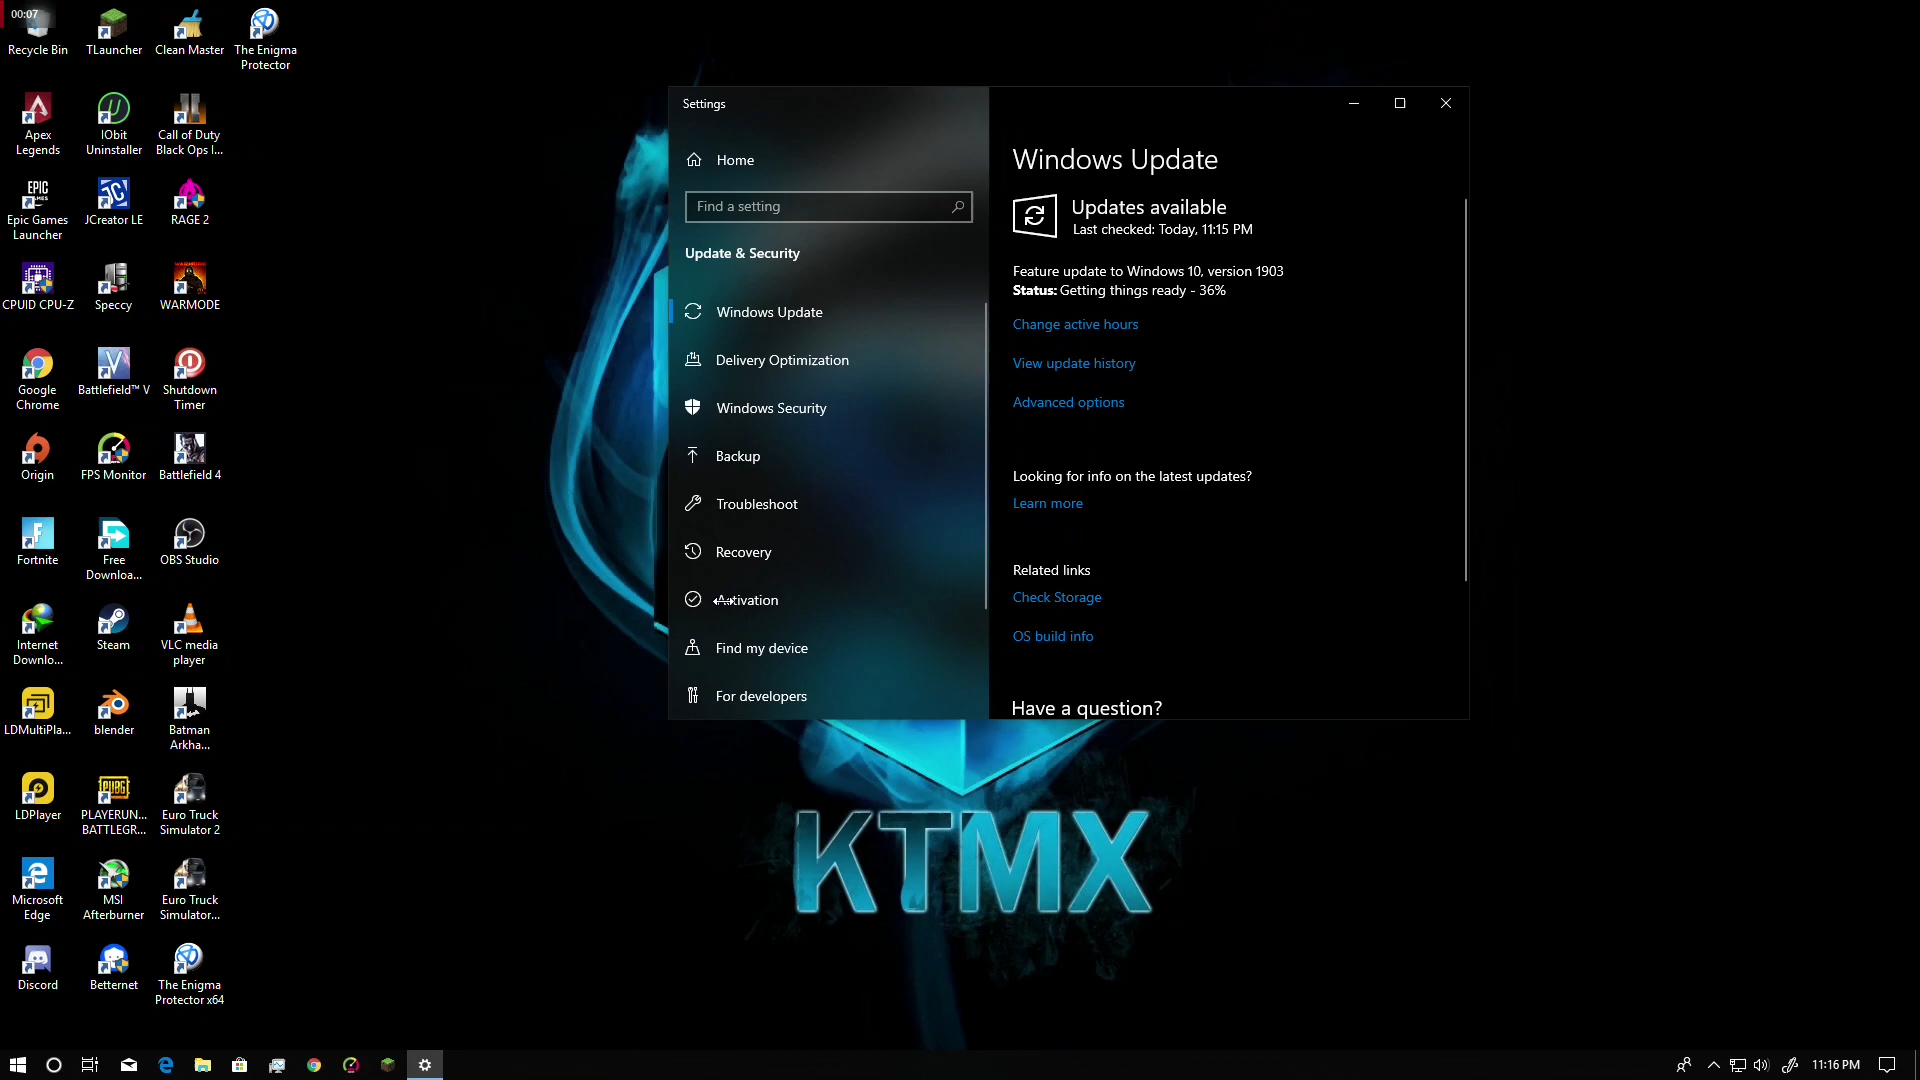 00:07
Recycle Bin
TLauncher
Clean Master
The Enigma
Protector
Apex
Legends
IObit
Uninstaller
Call of Duty
Black Ops I...
EPIC
GAMES
Epic Games
Launcher
JCreator LE
RAGE 2
CPUID CPU-Z
Speccy
WARMODE
Google
Chrome
Battlefield™ V
Shutdown
Timer
Origin
FPS Monitor
Battlefield 4
Fortnite
Free
Downloa...
OBS Studio
Internet
Downlo...
Steam
VLC media
player
LDMultiPla...
blender
Batman
Arkha...
LDPlayer
PUBG
PLAYERUN...
BATTLEGR...
Euro Truck
Simulator 2
Microsoft
Edge
MSI
Afterburner
Euro Truck
Simulator...
Discord
Betternet
The Enigma
Protector x64
Settings
Home
Find a setting
Update & Security
Windows Update
Delivery Optimization
Windows Security
Backup
Troubleshoot
Recovery
Activation
Find my device
For developers
Windows Update
Updates available
Last checked: Today, 11:15 PM
Feature update to Windows 10, version 1903
Status: Getting things ready - 36%
Change active hours
View update history
Advanced options
Looking for info on the latest updates?
Learn more
Related links
Check Storage
OS build info
Have a question?
KTMX
11:16 PM